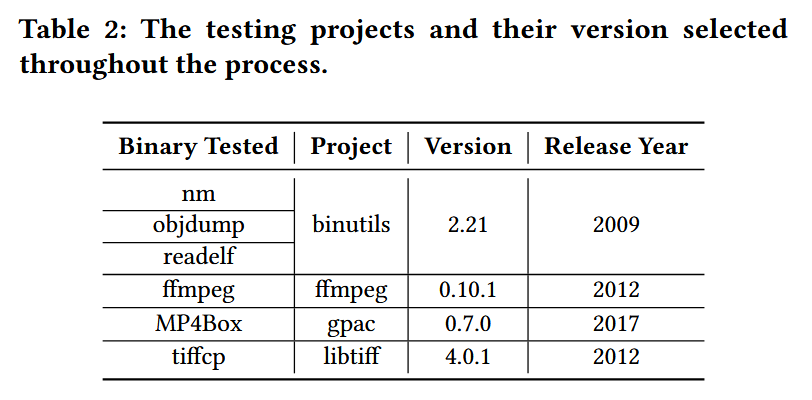 Table 2: The testing projects and their version selected
throughout the process.
Binary Tested Project Version Release Year
nm
objdump binutils 2.21 2009
readelf
ffmpeg ffmpeg 0.10.1 2012
MP4Box gpac 0.7.0 2017
tiffcp libtiff 4.0.1 2012